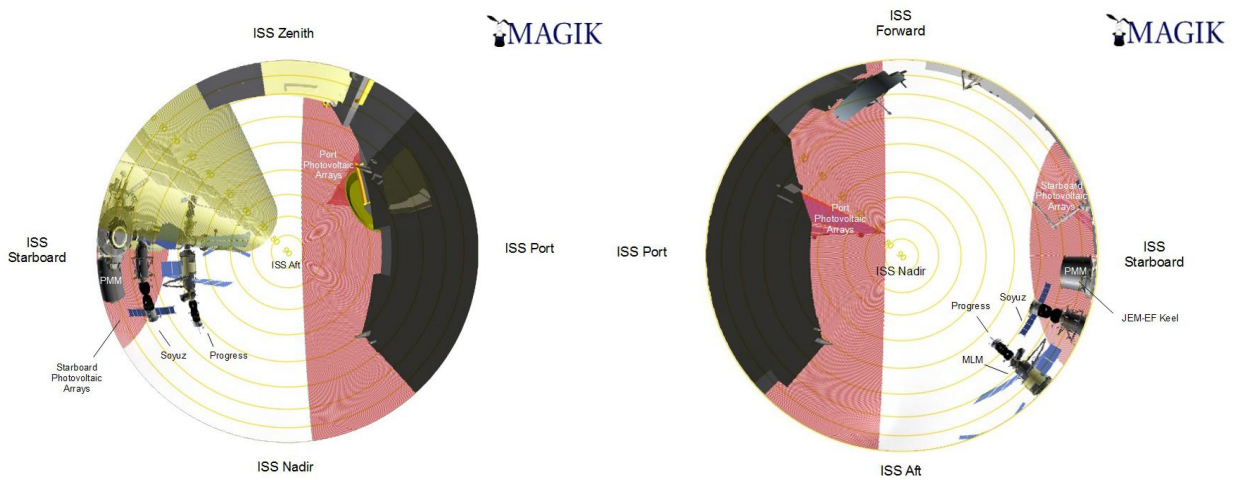 ISS Zenith
MAGIK
Port
Photovoltaic
Arrays
ISS
Starboard
ISS Port
ISS Aft
PMM
Starboard
Photovoltaic
Arrays
Soyuz
Progress
ISS Nadir
ISS
Forward
MAGIK
Starboard
Photovoltaic
Arrays
Port
Photovoltaic
Arrays
ISS Port
ISS Nadir
ISS
Starboard
PMM
JEM-EF Keel
Soyuz
Progress
MLM
ISS Aft